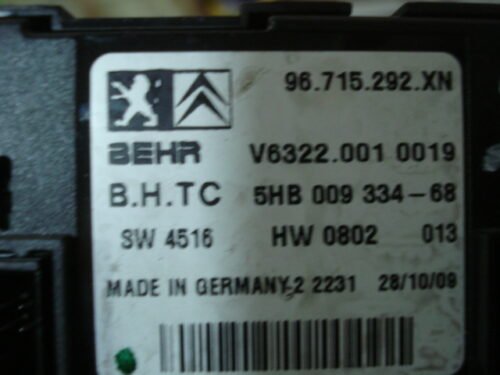 96.715.292.XN
BEHR V6322.001 0019
B.H.TC 5HB 009 334-68
SW 4516 HW 0802 013
MADE IN GERMANY-2 2231 28/10/09